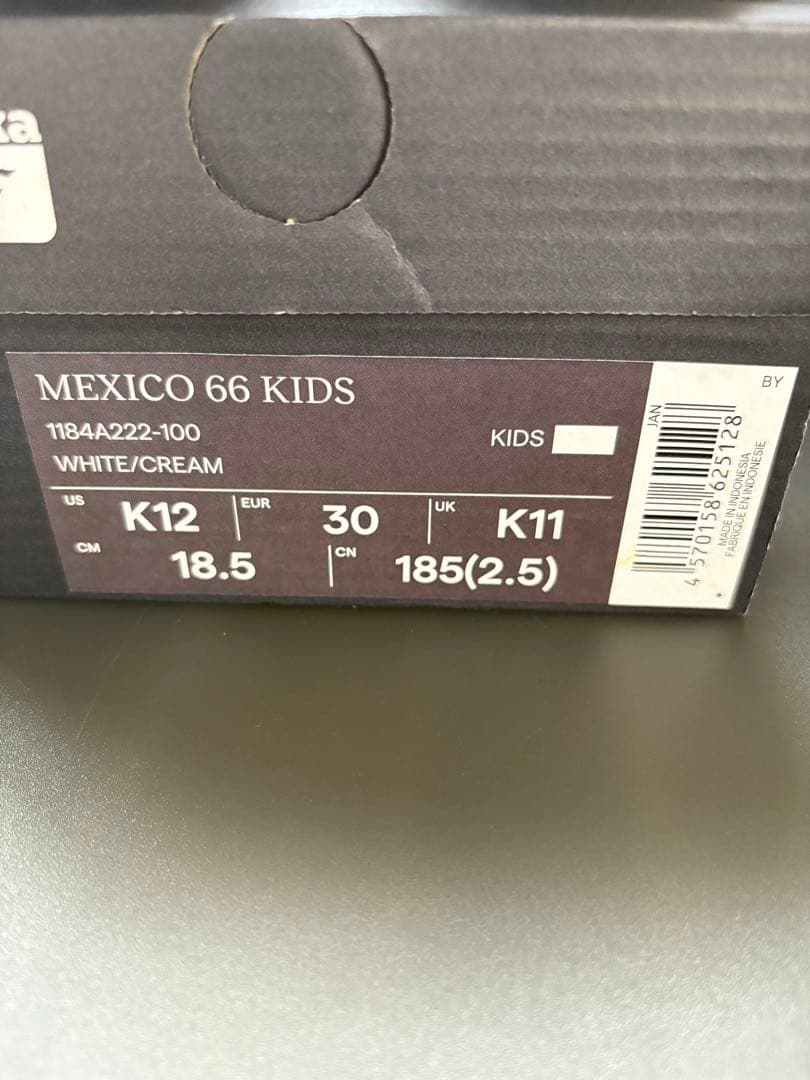 MEXICO 66 KIDS
1184A222-100
WHITE/CREAM
KIDS
US K12 EUR 30 UK K11
CM 18.5 CN 185(2.5)
BY
JAN
4 570158 625128
MADE IN INDONESIA
FABRIQUE EN INDONESIE